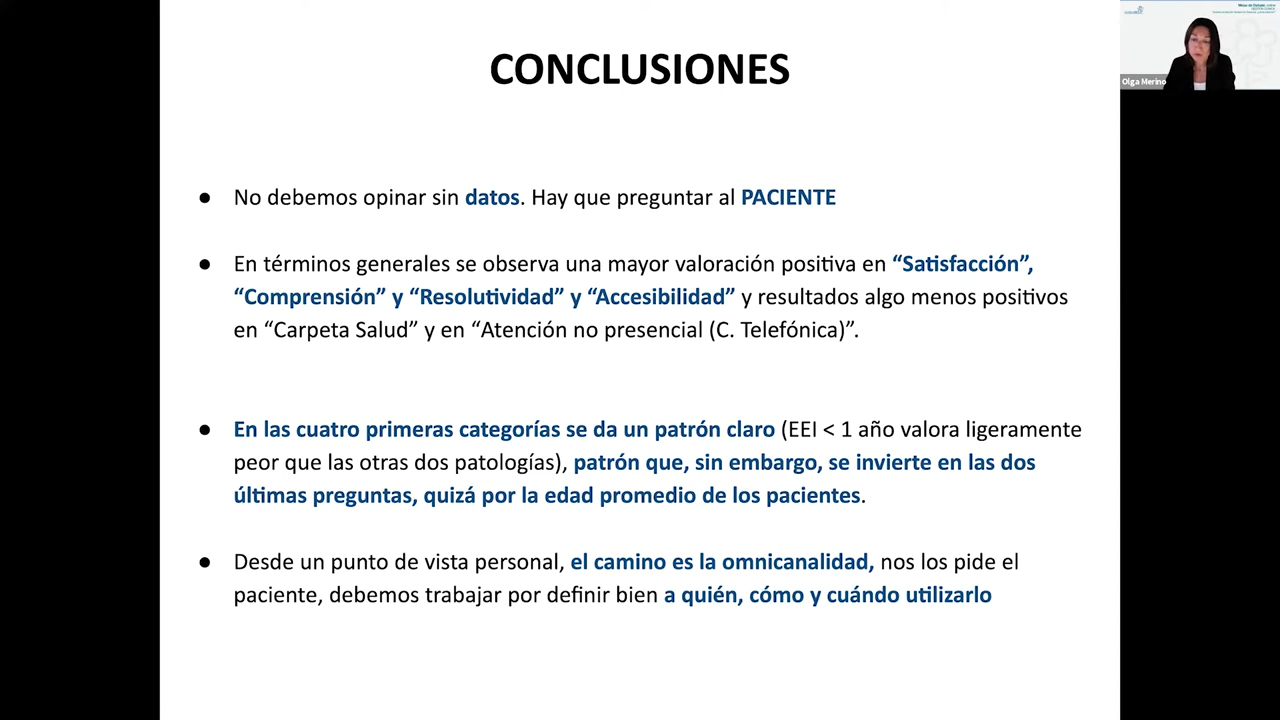 CONCLUSIONES
● No debemos opinar sin datos. Hay que preguntar al PACIENTE
● En términos generales se observa una mayor valoración positiva en “Satisfacción”,
“Comprensión” y “Resolutividad” y “Accesibilidad” y resultados algo menos positivos
en “Carpeta Salud” y en “Atención no presencial (C. Telefónica)”.
● En las cuatro primeras categorías se da un patrón claro (EEI < 1 año valora ligeramente
peor que las otras dos patologías), patrón que, sin embargo, se invierte en las dos
últimas preguntas, quizá por la edad promedio de los pacientes.
● Desde un punto de vista personal, el camino es la omnicanalidad, nos los pide el
paciente, debemos trabajar por definir bien a quién, cómo y cuándo utilizarlo
Olga Merino